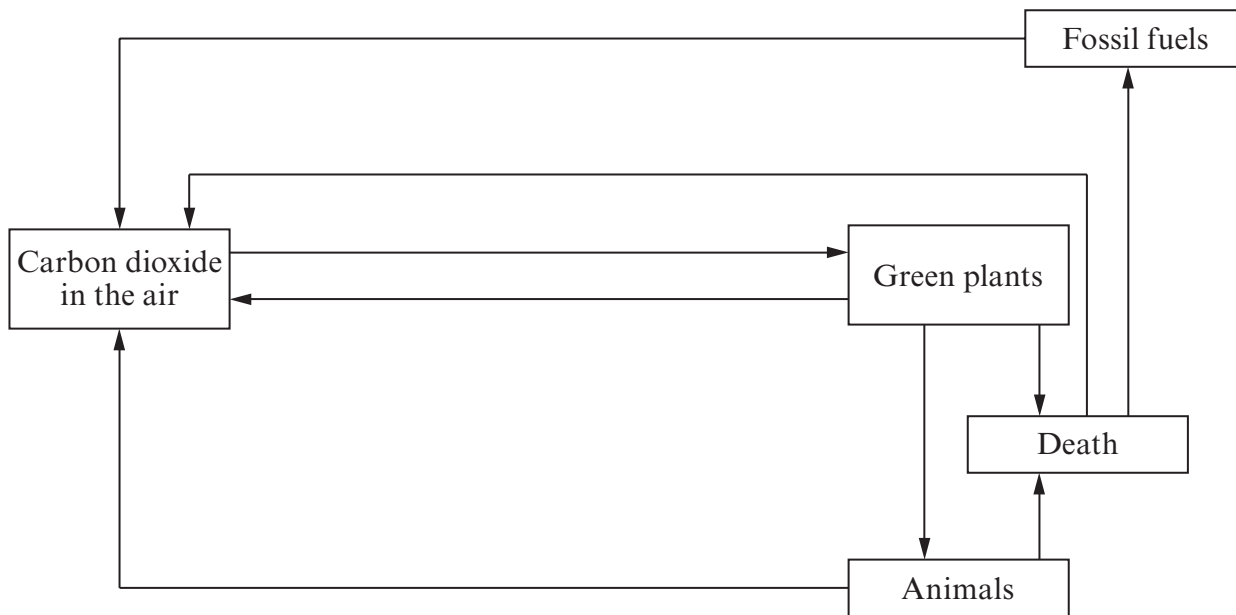 Fossil fuels
Carbon dioxide
in the air
Green plants
Death
Animals